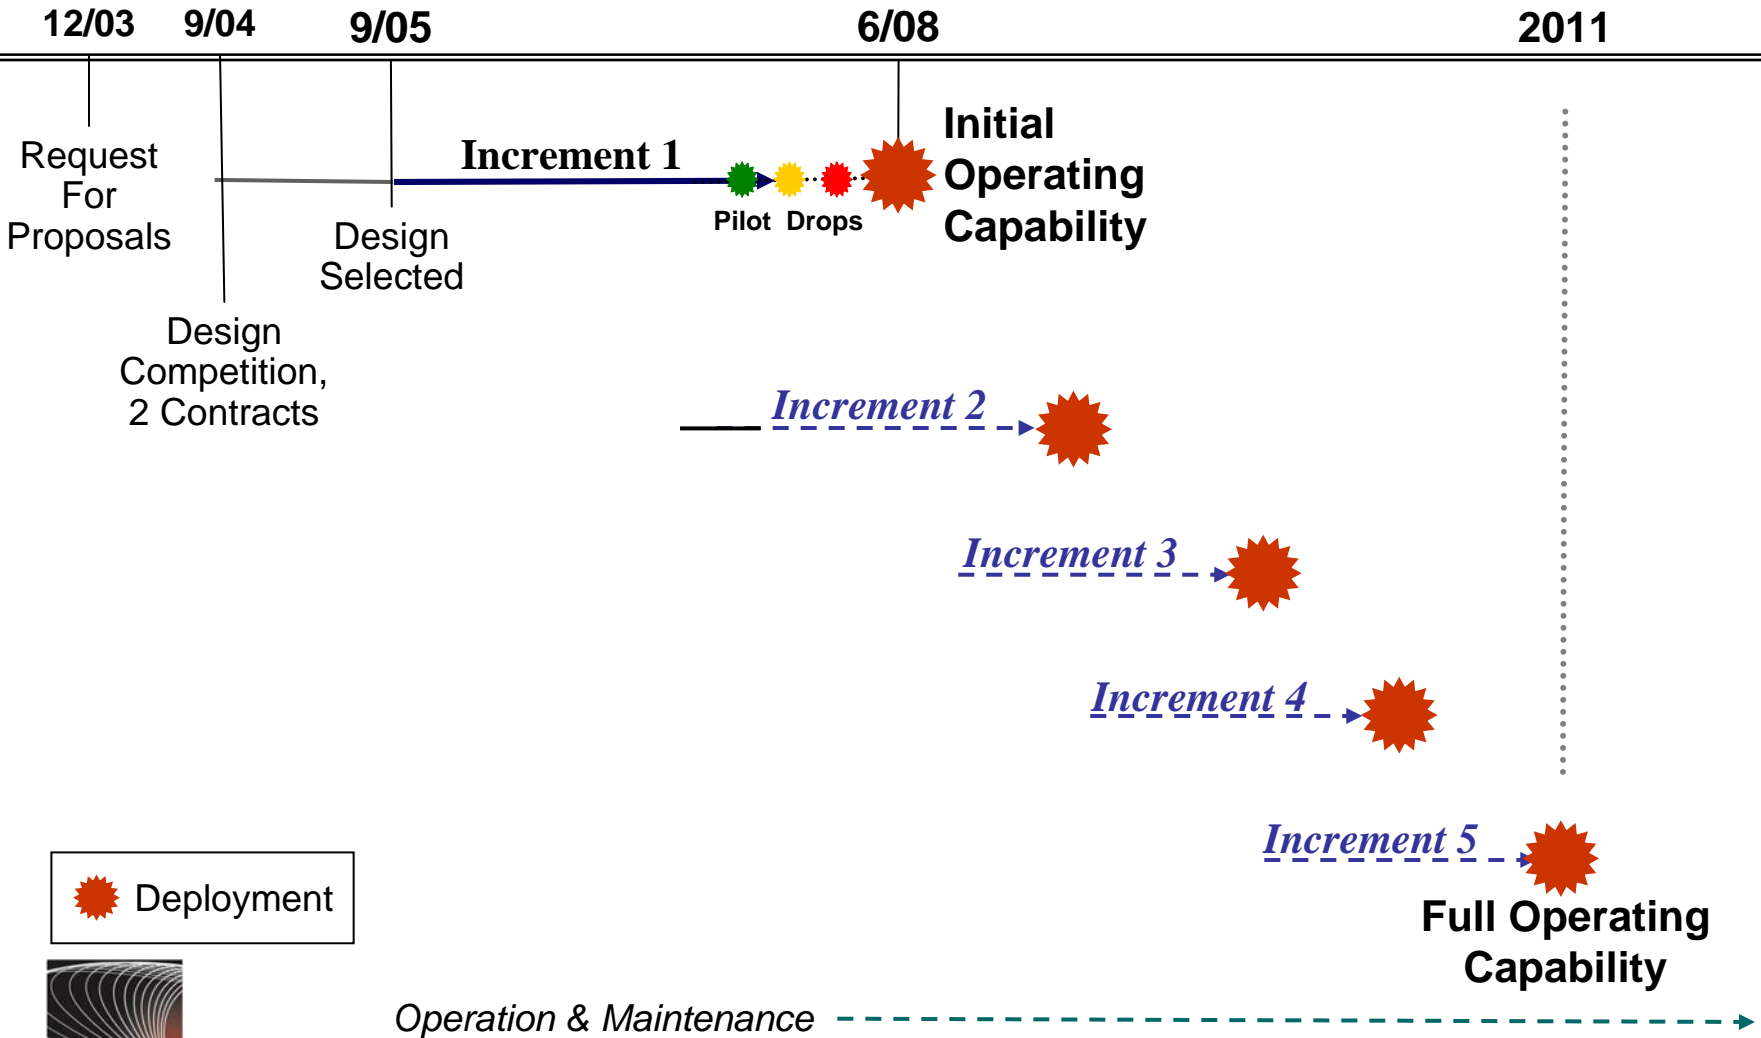 12/03 9/04 9/05 6/08 2011
Request
For
Proposals
Design
Competition,
2 Contracts
Design
Selected
Increment 1
Pilot Drops
Initial
Operating
Capability
Increment 2
Increment 3
Increment 4
Increment 5
Full Operating
Capability
Deployment
Operation & Maintenance